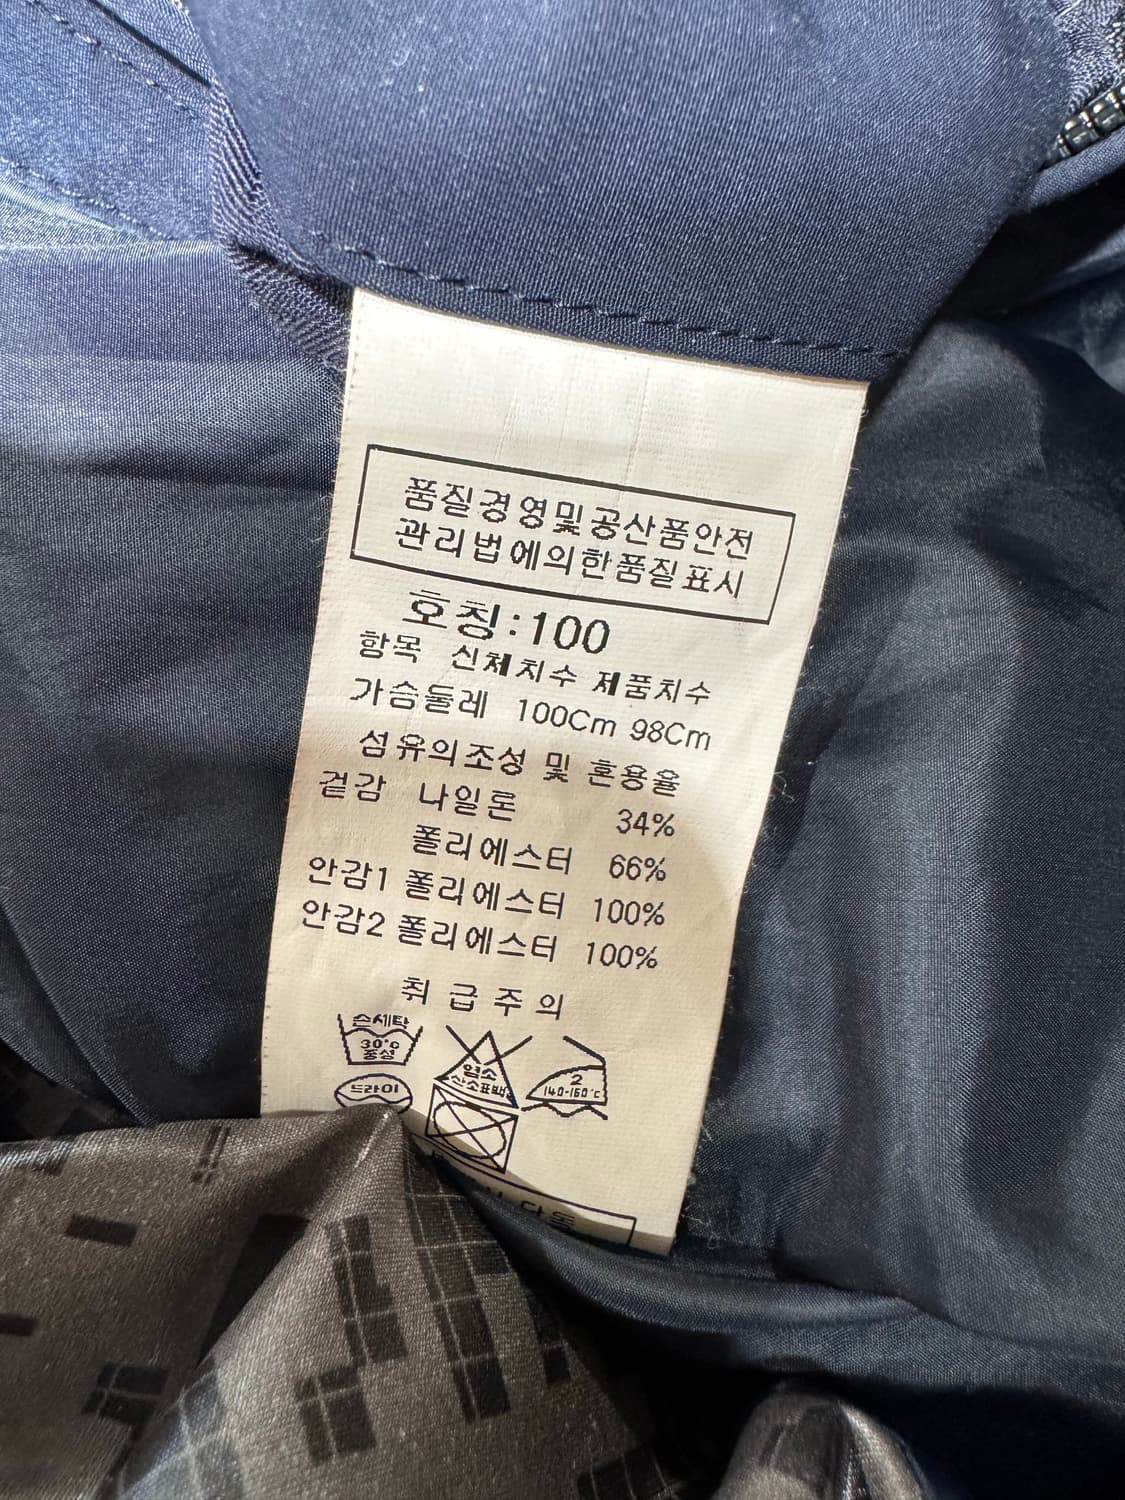 품질경영및공산품안전
관리법에의한품질표시
호칭:100
항목 신체치수 제품치수
가슴둘레 100Cm 98Cm
섬유의조성 및 혼용율
겉감 나일론 34%
폴리에스터 66%
안감1 폴리에스터 100%
안감2 폴리에스터 100%
취급주의
손세탁
30°c
중성
염소
산소표백
2
140-160°c
드라이